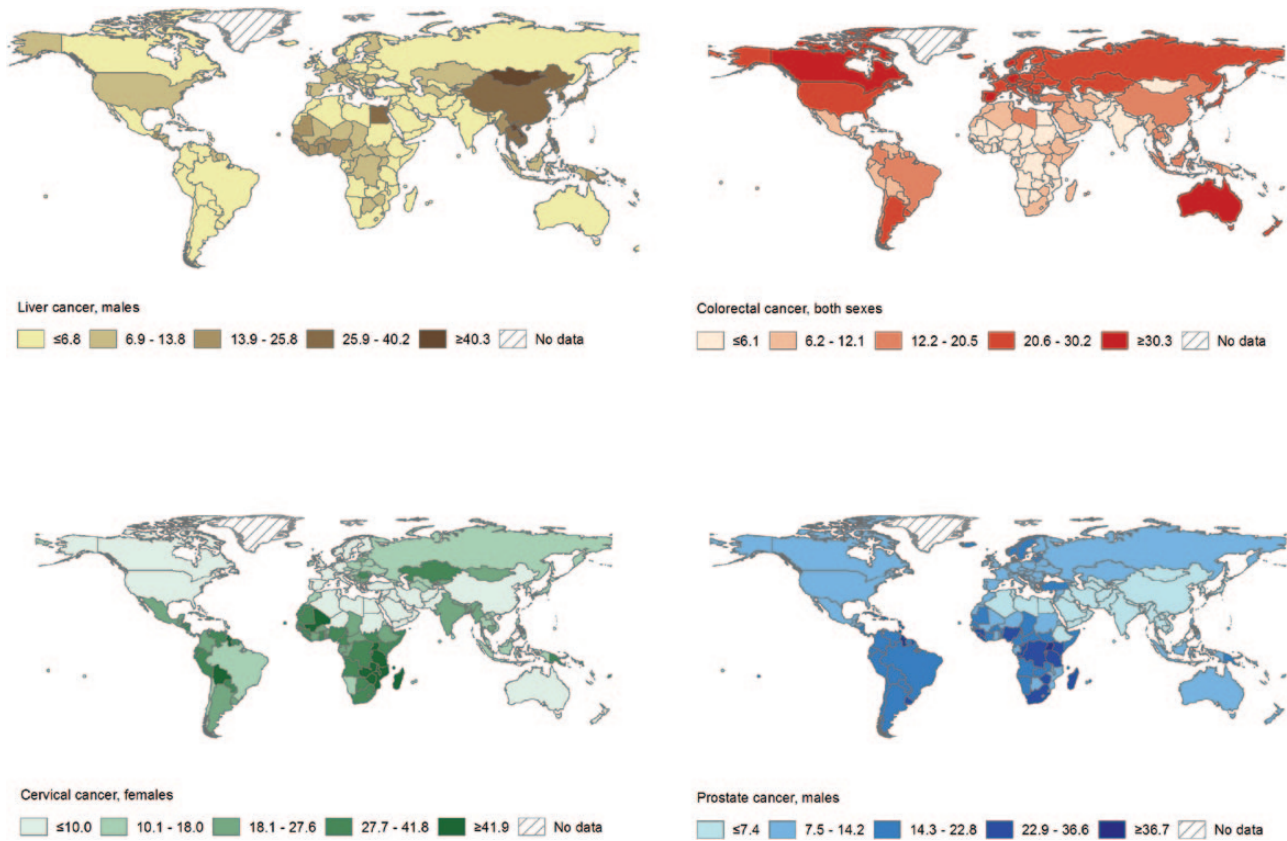 Liver cancer, males
≤6.8 6.9 - 13.8 13.9 - 25.8 25.9 - 40.2 ≥40.3 No data
Colorectal cancer, both sexes
≤6.1 6.2 - 12.1 12.2 - 20.5 20.6 - 30.2 ≥30.3 No data
Cervical cancer, females
≤10.0 10.1 - 18.0 18.1 - 27.6 27.7 - 41.8 ≥41.9 No data
Prostate cancer, males
≤7.4 7.5 - 14.2 14.3 - 22.8 22.9 - 36.6 ≥36.7 No data